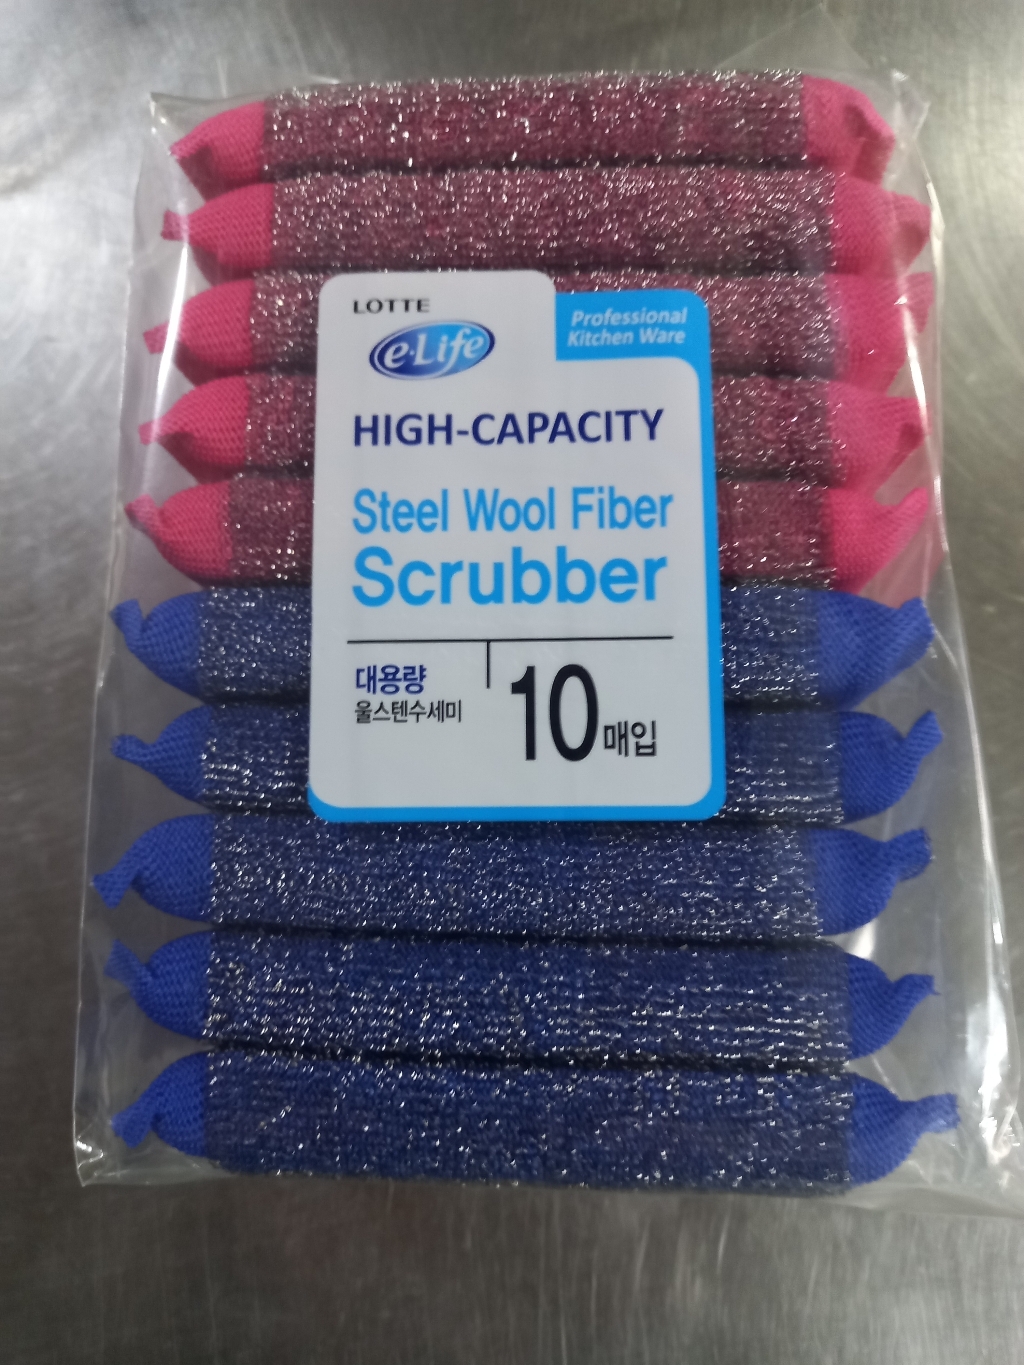 LOTTE
e·Life
Professional
Kitchen Ware
HIGH-CAPACITY
Steel Wool Fiber
Scrubber
대용량
울스텐수세미
10매입